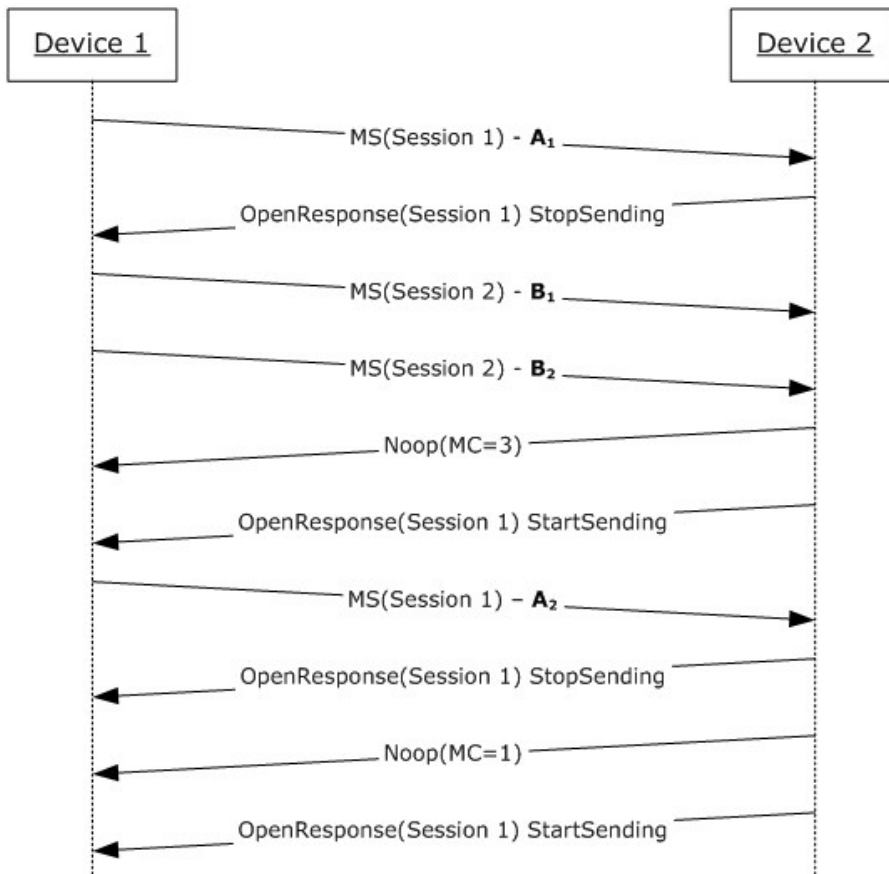 Device 1
Device 2
MS(Session 1) - A₁
OpenResponse(Session 1) StopSending
MS(Session 2) - B₁
MS(Session 2) - B₂
Noop(MC=3)
OpenResponse(Session 1) StartSending
MS(Session 1) – A₂
OpenResponse(Session 1) StopSending
Noop(MC=1)
OpenResponse(Session 1) StartSending